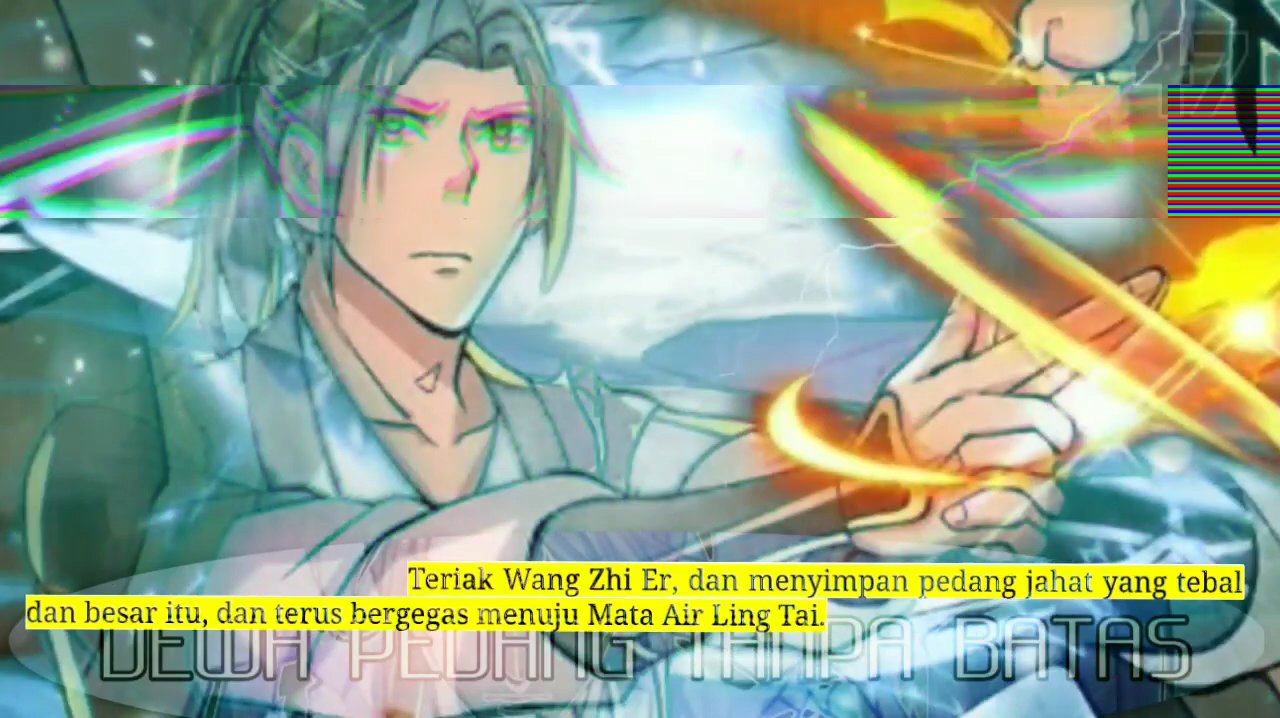 Teriak Wang Zhi Er, dan menyimpan pedang jahat yang tebal
dan besar itu, dan terus bergegas menuju Mata Air Ling Tai.
DEWA PEDANG TANPA BATAS